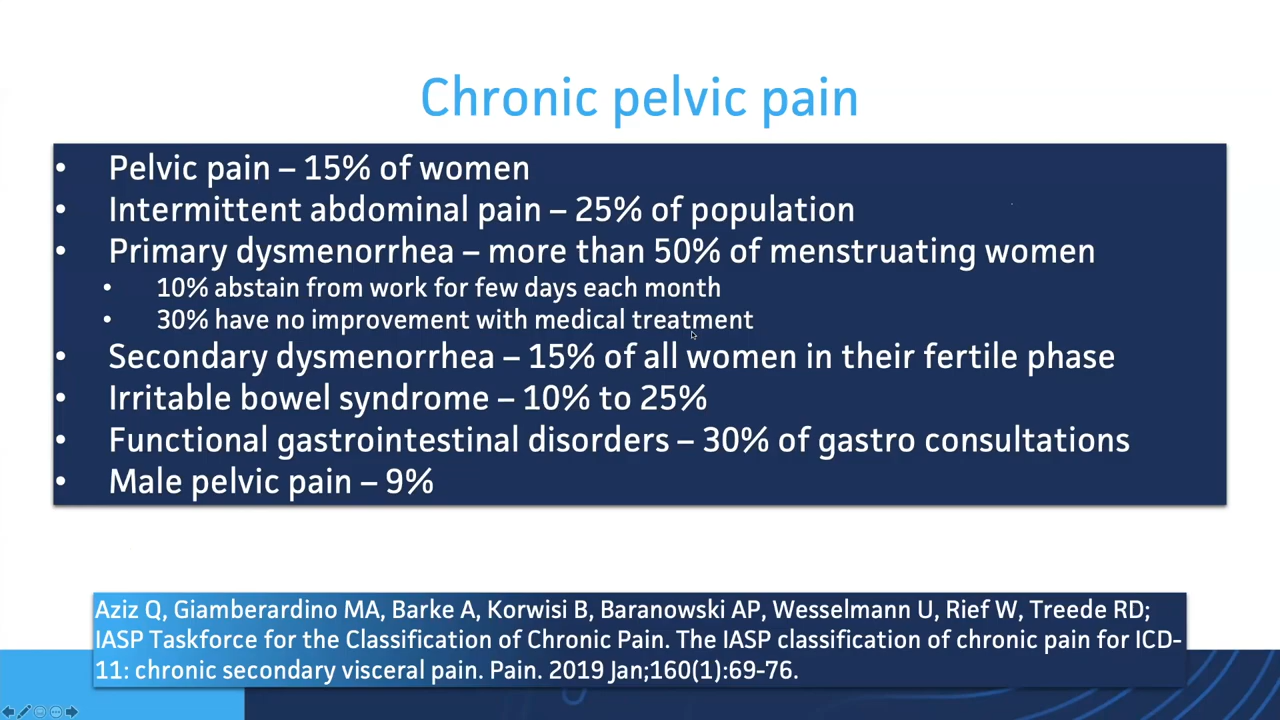 Chronic pelvic pain
• Pelvic pain – 15% of women
• Intermittent abdominal pain – 25% of population
• Primary dysmenorrhea – more than 50% of menstruating women
• 10% abstain from work for few days each month
• 30% have no improvement with medical treatment
• Secondary dysmenorrhea – 15% of all women in their fertile phase
• Irritable bowel syndrome – 10% to 25%
• Functional gastrointestinal disorders – 30% of gastro consultations
• Male pelvic pain – 9%
Aziz Q, Giamberardino MA, Barke A, Korwisi B, Baranowski AP, Wesselmann U, Rief W, Treede RD;
IASP Taskforce for the Classification of Chronic Pain. The IASP classification of chronic pain for ICD-
11: chronic secondary visceral pain. Pain. 2019 Jan;160(1):69-76.